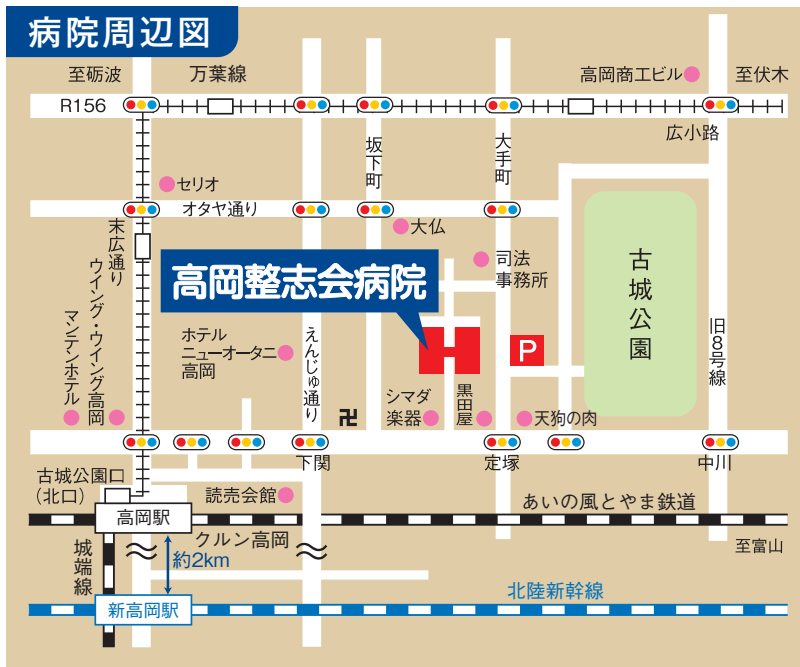 病院周辺図
至砺波
万葉線
高岡商工ビル
至伏木
R156
広小路
坂下町
大手町
セリオ
オタヤ通り
大仏
末広通り
ウイング・ウイング高岡
マンテンホテル
高岡整志会病院
司法
事務所
古城公園
旧8号線
ホテル
ニューオータニ
高岡
えんじゅ通り
P
卍
シマダ
楽器
黒田屋
天狗の肉
下関
定塚
中川
古城公園口
(北口)
読売会館
高岡駅
あいの風とやま鉄道
クルン高岡
至富山
城端線
約2km
新高岡駅
北陸新幹線